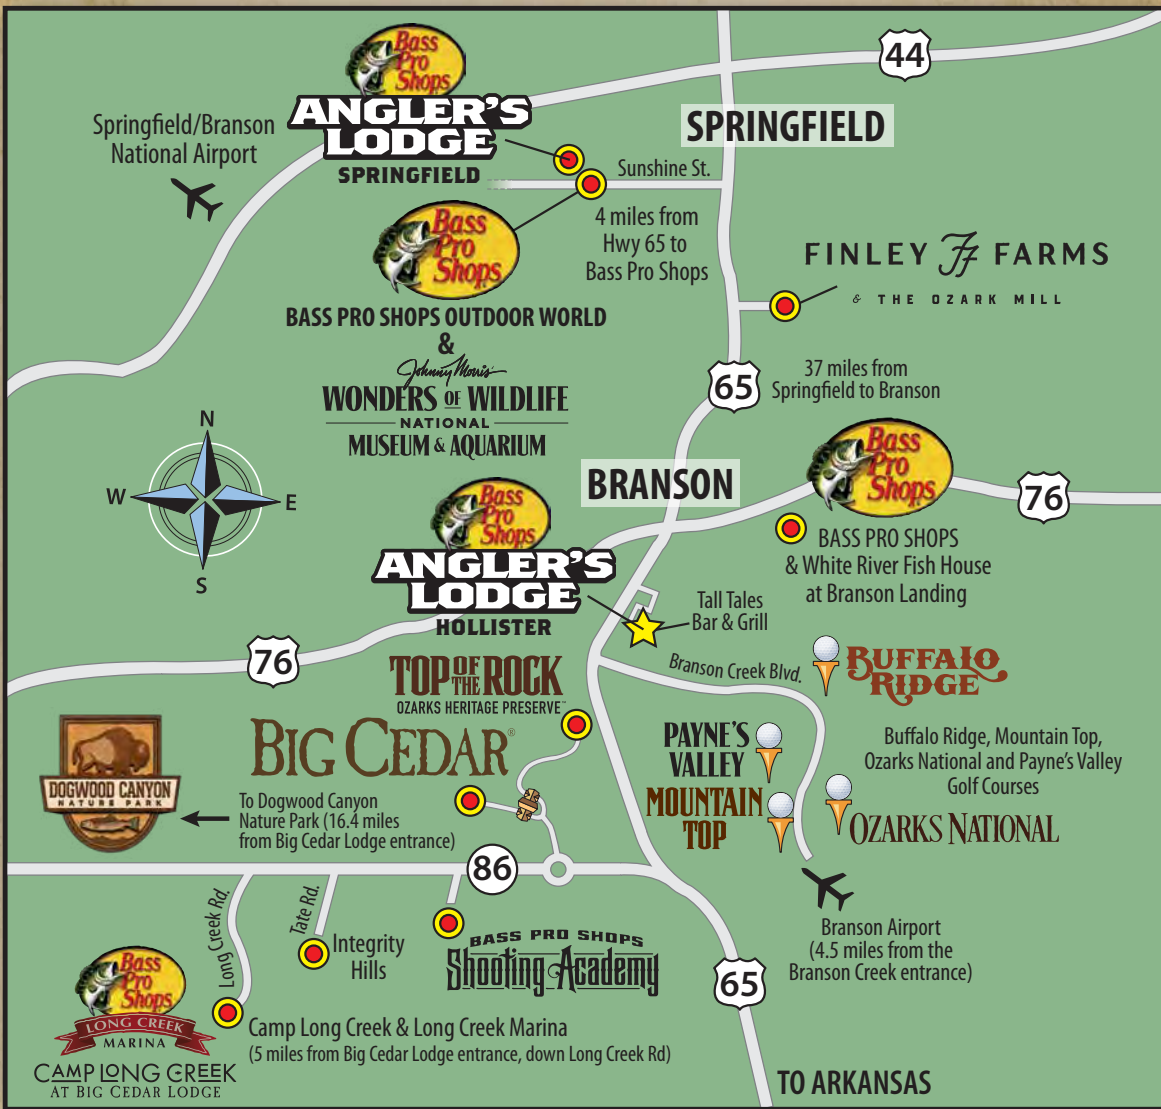 Bass
Pro
Shops
ANGLER'S
LODGE
SPRINGFIELD
44
SPRINGFIELD
Springfield/Branson
National Airport
Sunshine St.
4 miles from
Hwy 65 to
Bass Pro Shops
Bass
Pro
Shops
BASS PRO SHOPS OUTDOOR WORLD
&
Johnny Morris'
WONDERS OF WILDLIFE
NATIONAL
MUSEUM & AQUARIUM
FINLEY FF FARMS
& THE OZARK MILL
65
37 miles from
Springfield to Branson
N
W
E
S
BRANSON
Bass
Pro
Shops
76
BASS PRO SHOPS
& White River Fish House
at Branson Landing
Bass
Pro
Shops
ANGLER'S
LODGE
HOLLISTER
Tall Tales
Bar & Grill
76
TOP OF THE ROCK
OZARKS HERITAGE PRESERVE™
Branson Creek Blvd.
BUFFALO
RIDGE
BIG CEDAR®
PAYNE'S
VALLEY
MOUNTAIN
TOP
Buffalo Ridge, Mountain Top,
Ozarks National and Payne's Valley
Golf Courses
OZARKS NATIONAL
DOGWOOD CANYON
NATURE PARK
To Dogwood Canyon
Nature Park (16.4 miles
from Big Cedar Lodge entrance)
86
Long Creek Rd.
Tate Rd.
Integrity
Hills
BASS PRO SHOPS
Shooting Academy
Branson Airport
(4.5 miles from the
Branson Creek entrance)
65
Bass
Pro
Shops
LONG CREEK
MARINA
CAMP LONG CREEK
AT BIG CEDAR LODGE
Camp Long Creek & Long Creek Marina
(5 miles from Big Cedar Lodge entrance, down Long Creek Rd)
TO ARKANSAS